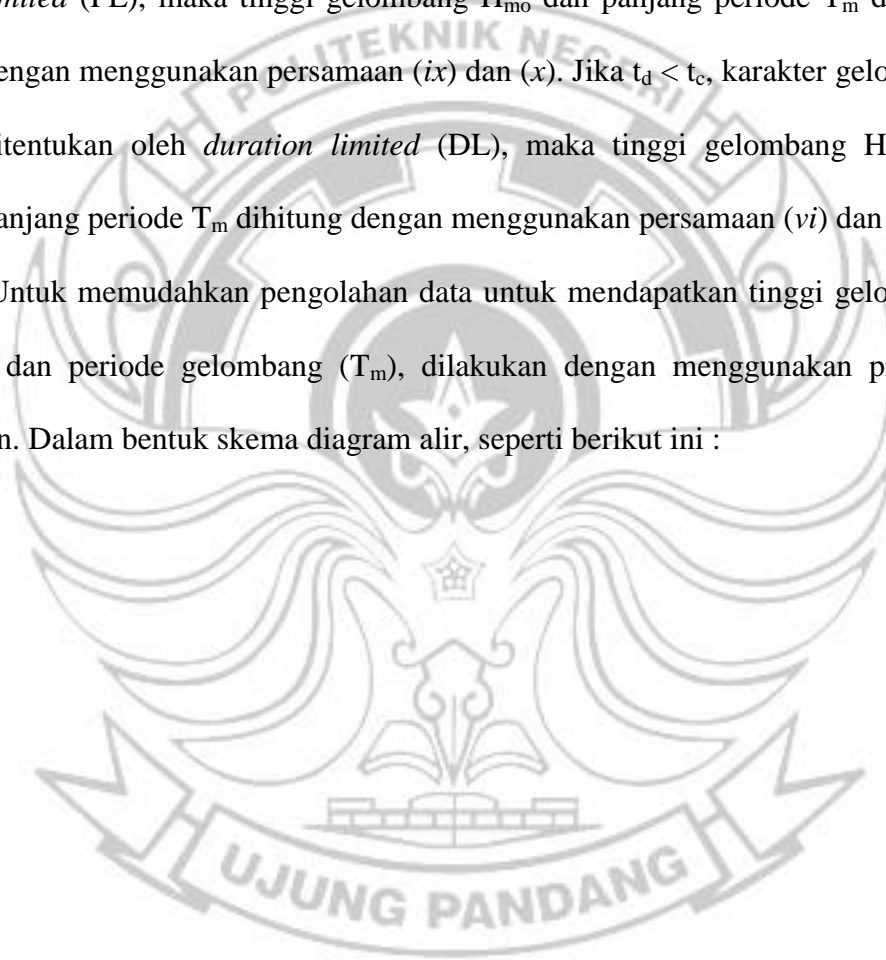 mited (FL), maka tinggi gelombang Hmo dan panjang periode Tm d
engan menggunakan persamaan (ix) dan (x). Jika td < tc, karakter gelo
itentukan oleh duration limited (DL), maka tinggi gelombang H
anjang periode Tm dihitung dengan menggunakan persamaan (vi) dan
Untuk memudahkan pengolahan data untuk mendapatkan tinggi gelo
dan periode gelombang (Tm), dilakukan dengan menggunakan p
n. Dalam bentuk skema diagram alir, seperti berikut ini :
POLITEKNIK NEGERI
UJUNG PANDANG